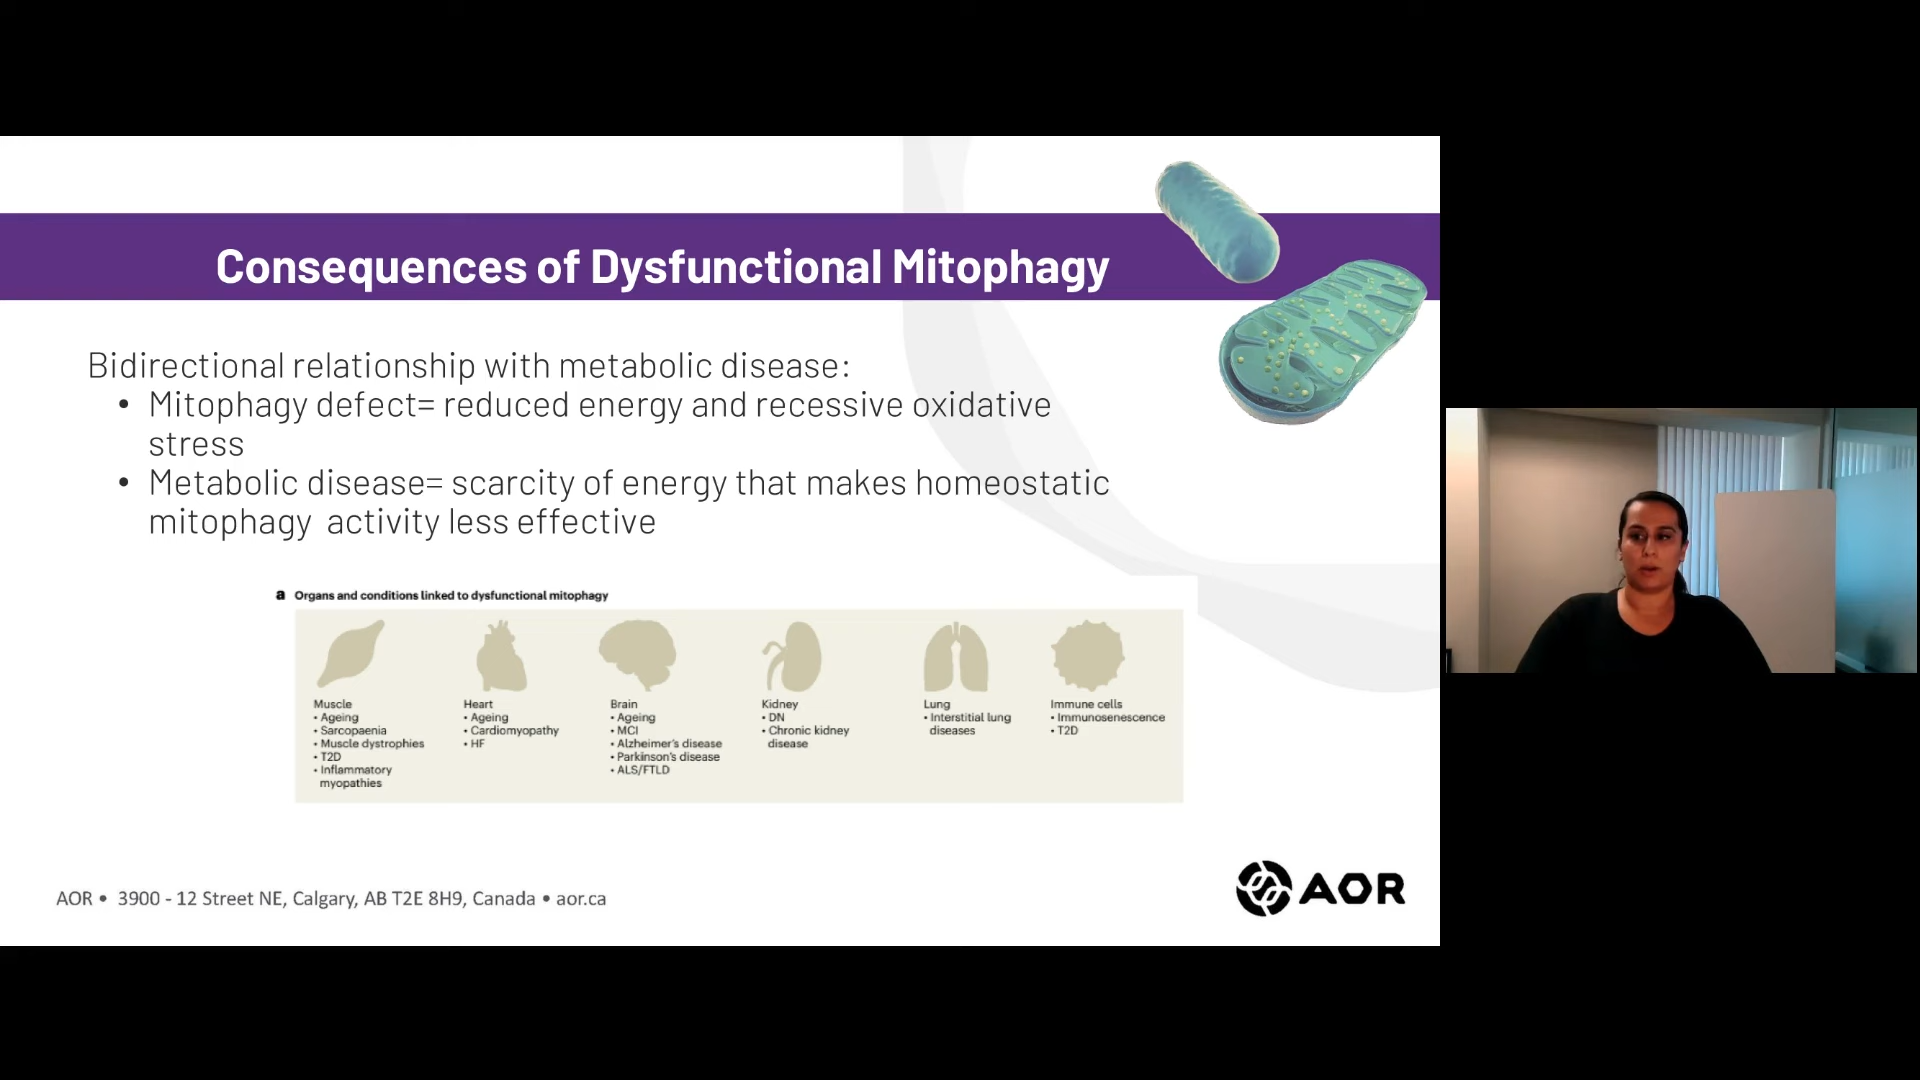 Consequences of Dysfunctional Mitophagy
Bidirectional relationship with metabolic disease:
• Mitophagy defect= reduced energy and recessive oxidative
stress
• Metabolic disease= scarcity of energy that makes homeostatic
mitophagy activity less effective
a Organs and conditions linked to dysfunctional mitophagy
Muscle
• Ageing
• Sarcopaenia
• Muscle dystrophies
• T2D
• Inflammatory
myopathies
Heart
• Ageing
• Cardiomyopathy
• HF
Brain
• Ageing
• MCI
• Alzheimer's disease
• Parkinson's disease
• ALS/FTLD
Kidney
• DN
• Chronic kidney
disease
Lung
• Interstitial lung
diseases
Immune cells
• Immunosenescence
• T2D
AOR • 3900 - 12 Street NE, Calgary, AB T2E 8H9, Canada • aor.ca
AOR